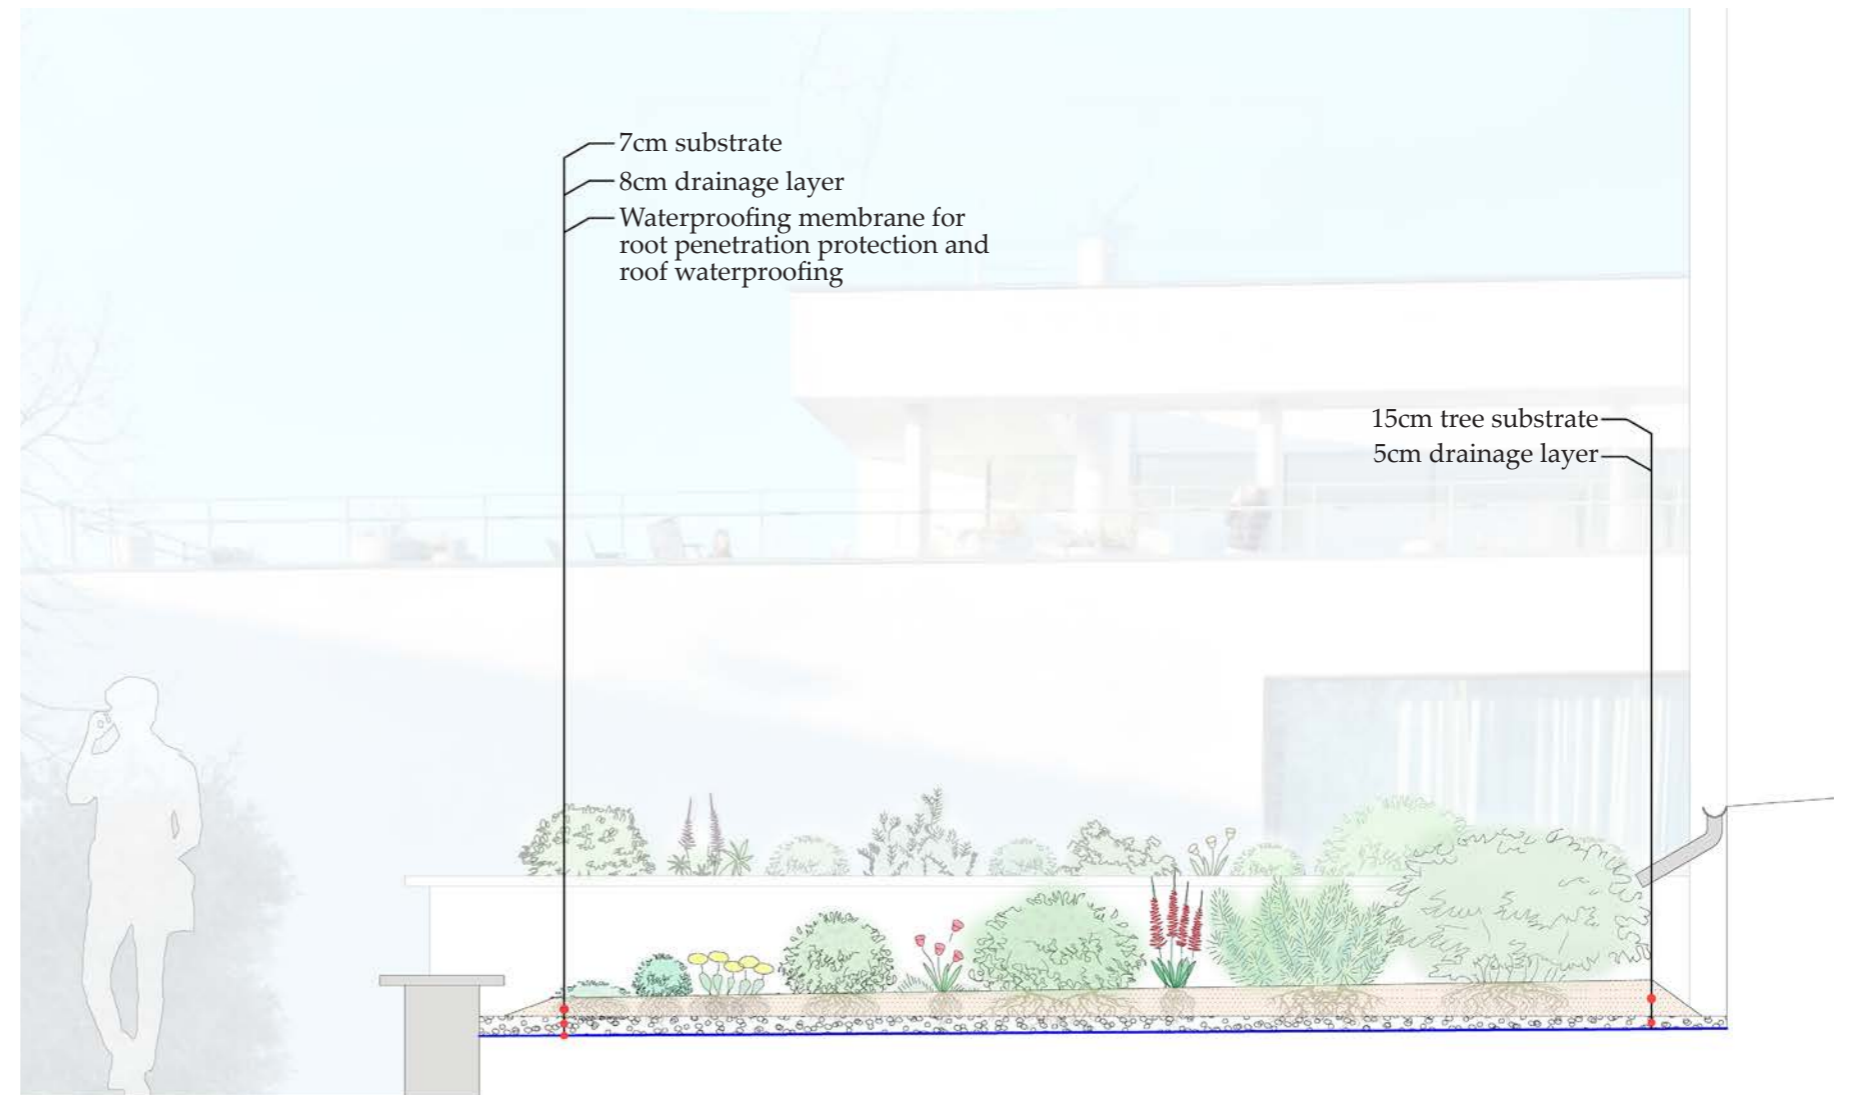 7cm substrate
8cm drainage layer
Waterproofing membrane for
root penetration protection and
roof waterproofing
15cm tree substrate
5cm drainage layer